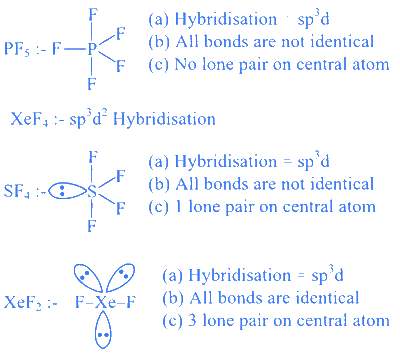 F
(a) Hybridisation - sp³d
PF₅ :- F—P F
(b) All bonds are not identical
F
F
(c) No lone pair on central atom
XeF₄ :- sp³d² Hybridisation
F
(a) Hybridisation = sp³d
F
SF₄ :- S
(b) All bonds are not identical
F
F
(c) 1 lone pair on central atom
(a) Hybridisation = sp³d
XeF₂ :- F–Xe–F
(b) All bonds are identical
(c) 3 lone pair on central atom